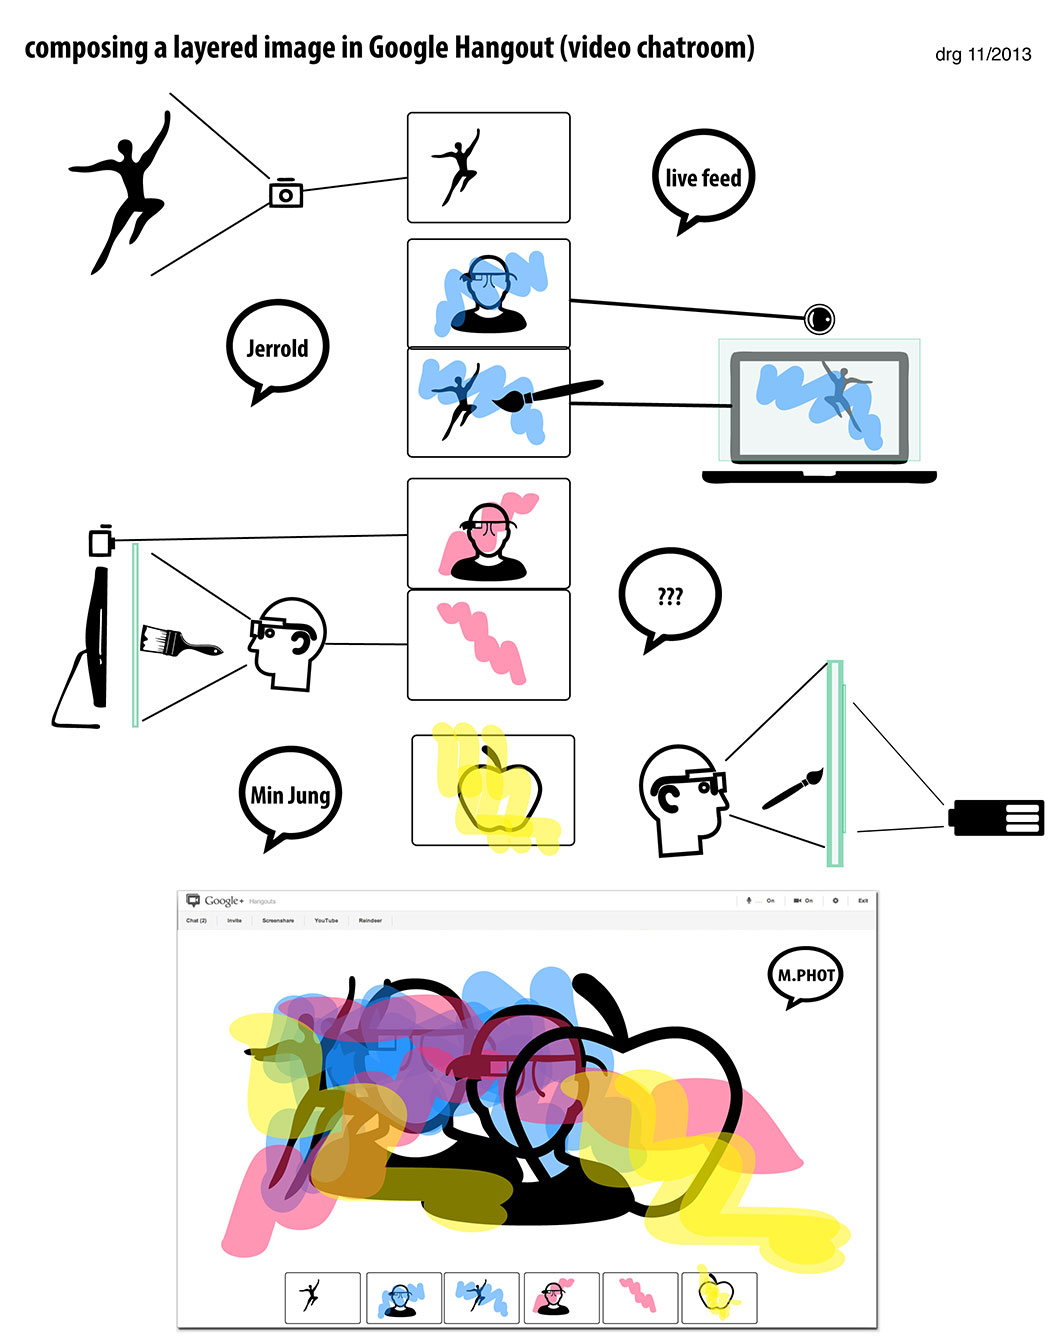 composing a layered image in Google Hangout (video chatroom)
drg 11/2013
live feed
Jerrold
???
Min Jung
Google+ Hangouts
On On Exit
Chat (2) Invite Screenshare YouTube Reindeer
M.PHOT